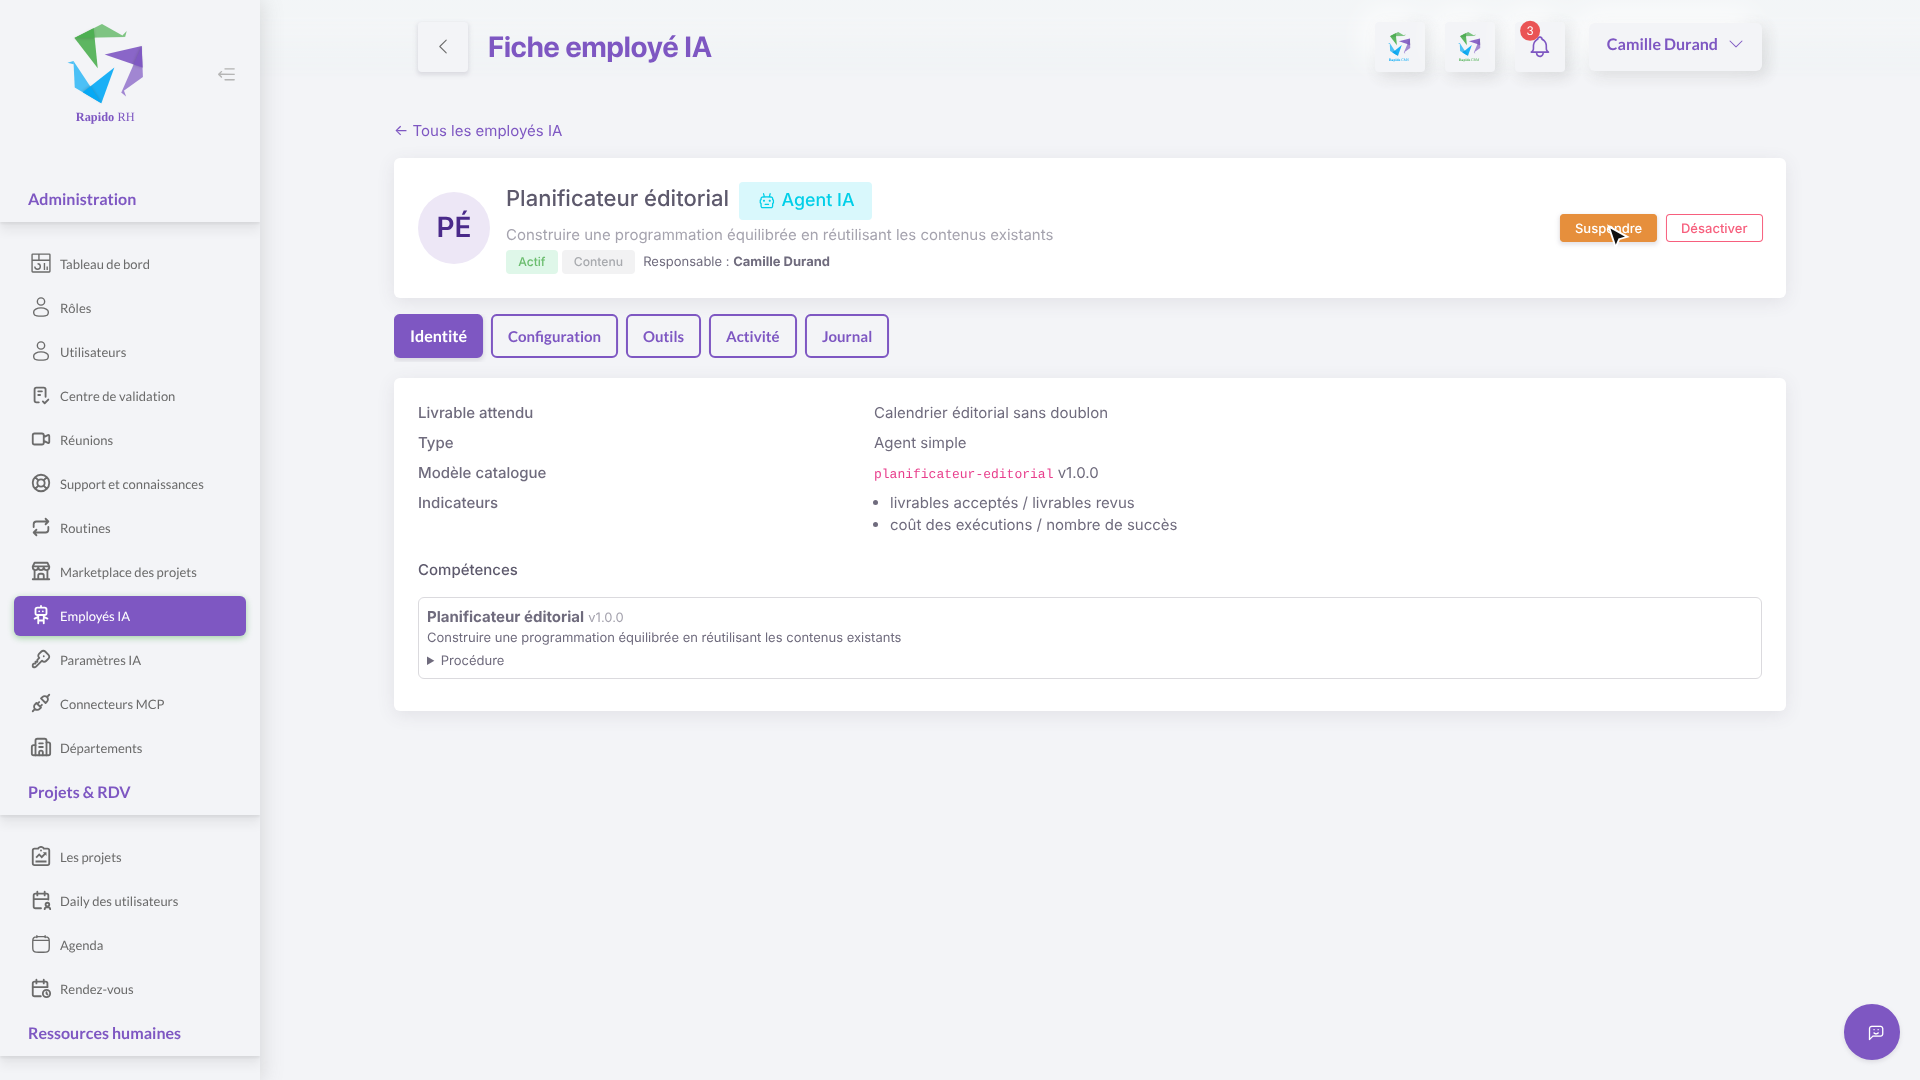 Rapido RH
Fiche employé IA
3
Camille Durand
Administration
Tableau de bord
Rôles
Utilisateurs
Centre de validation
Réunions
Support et connaissances
Routines
Marketplace des projets
Employés IA
Paramètres IA
Connecteurs MCP
Départements
Projets & RDV
Les projets
Daily des utilisateurs
Agenda
Rendez-vous
Ressources humaines
← Tous les employés IA
PÉ
Planificateur éditorial Agent IA
Construire une programmation équilibrée en réutilisant les contenus existants
Actif Contenu Responsable : Camille Durand
Suspendre Désactiver
Identité Configuration Outils Activité Journal
Livrable attendu Calendrier éditorial sans doublon
Type Agent simple
Modèle catalogue planificateur-editorial v1.0.0
Indicateurs • livrables acceptés / livrables revus
• coût des exécutions / nombre de succès
Compétences
Planificateur éditorial v1.0.0
Construire une programmation équilibrée en réutilisant les contenus existants
▶ Procédure